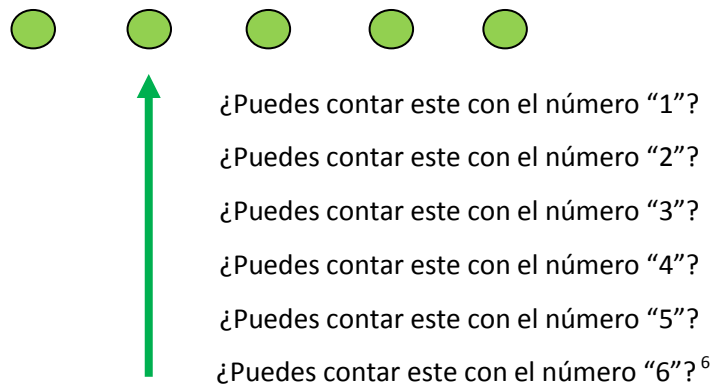 ¿Puedes contar este con el número “1”?
¿Puedes contar este con el número “2”?
¿Puedes contar este con el número “3”?
¿Puedes contar este con el número “4”?
¿Puedes contar este con el número “5”?
¿Puedes contar este con el número “6”? ⁶